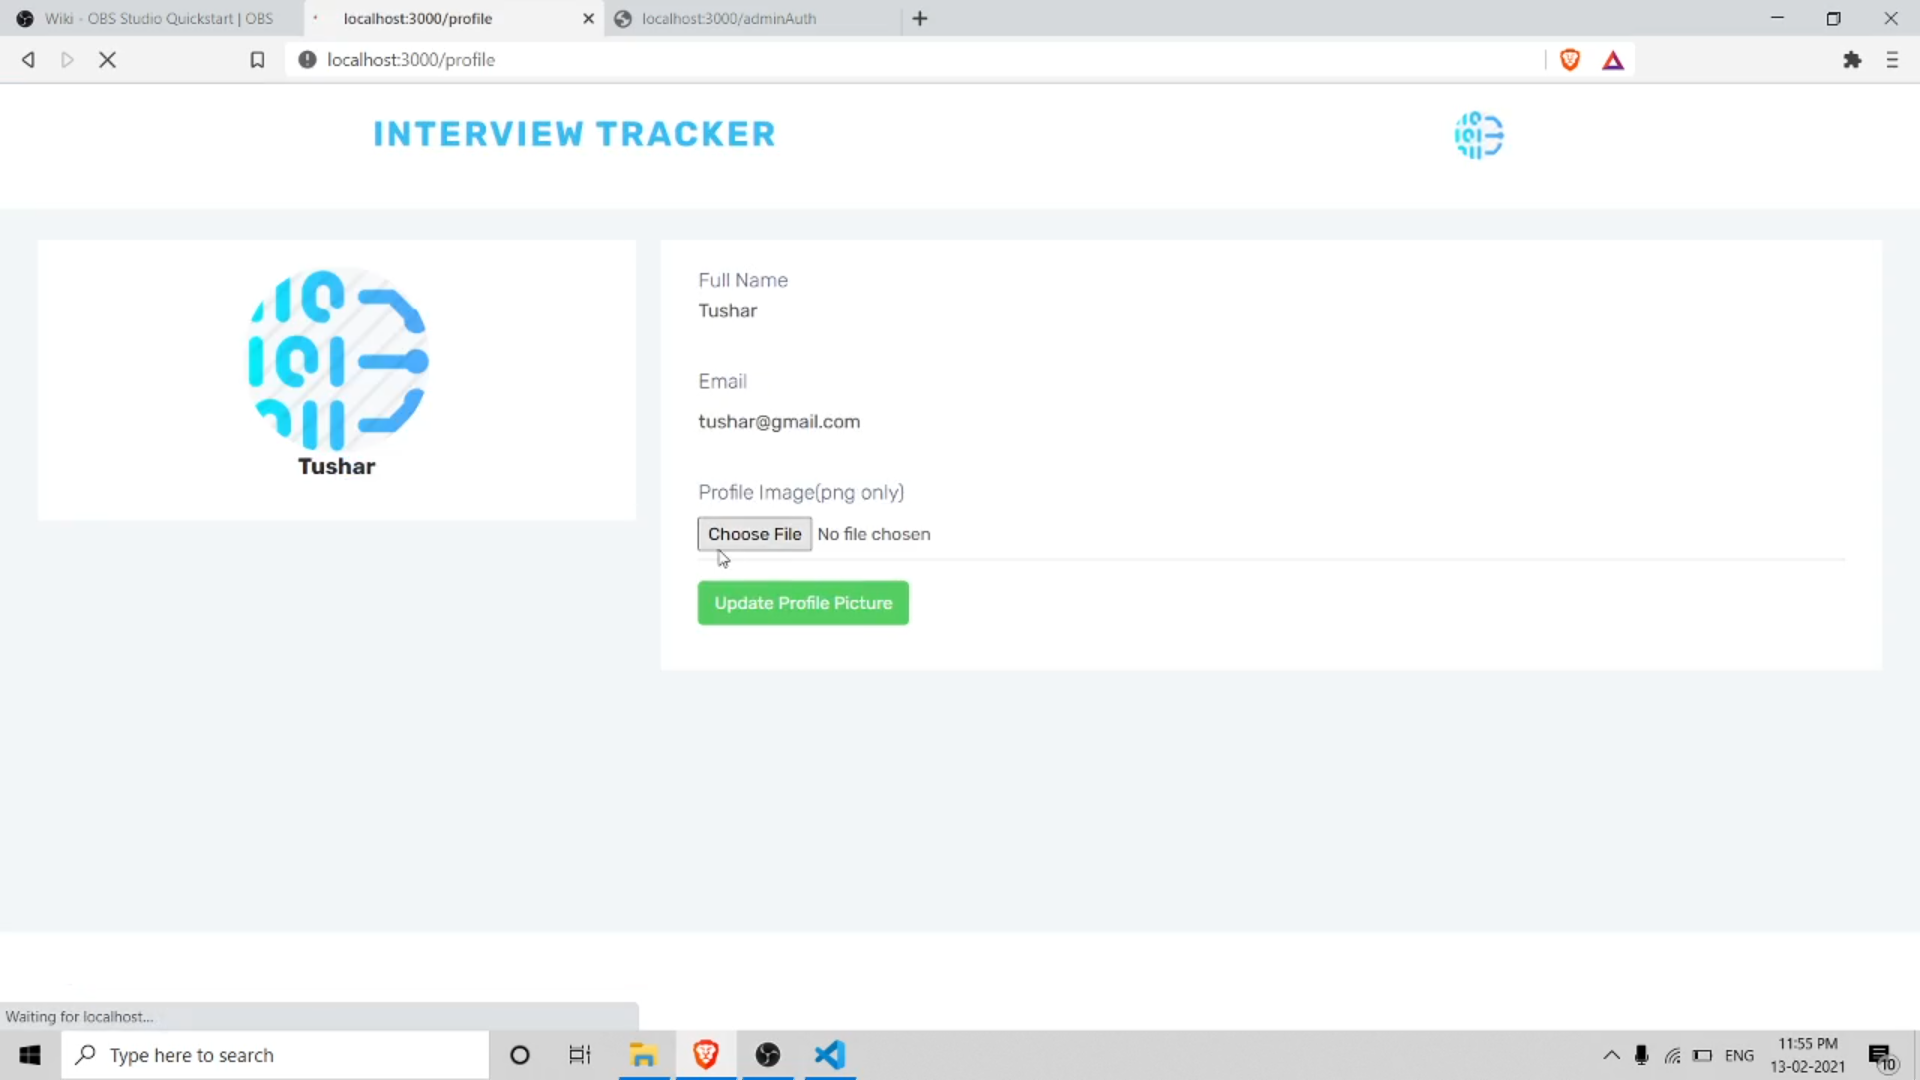 Wiki - OBS Studio Quickstart | OBS
localhost:3000/profile
localhost:3000/adminAuth
localhost:3000/profile
INTERVIEW TRACKER
Tushar
Full Name
Tushar
Email
tushar@gmail.com
Profile Image(png only)
Choose File No file chosen
Update Profile Picture
Waiting for localhost...
Type here to search
ENG
11:55 PM
13-02-2021
10